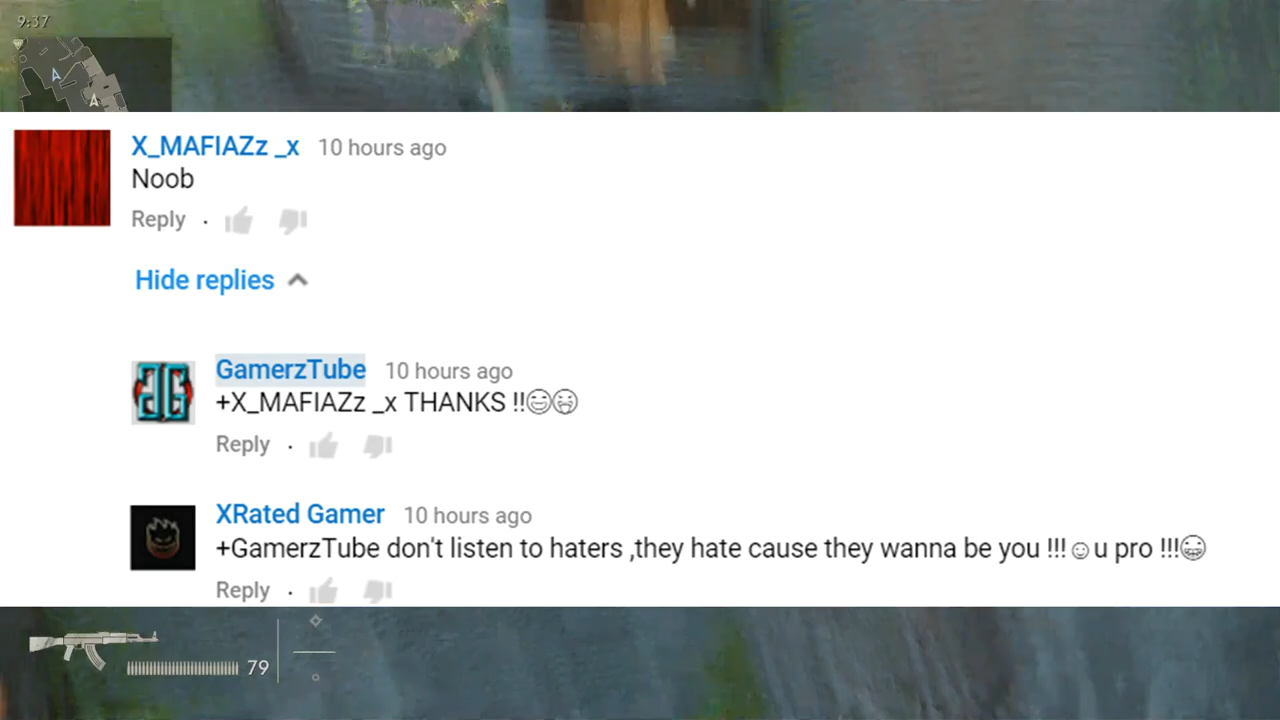 9:37
X_MAFIAZz _x 10 hours ago
Noob
Reply ·
Hide replies
GamerzTube 10 hours ago
+X_MAFIAZz _x THANKS !!😄😝
Reply ·
XRated Gamer 10 hours ago
+GamerzTube don't listen to haters ,they hate cause they wanna be you !!!☺u pro !!!😁
Reply ·
79